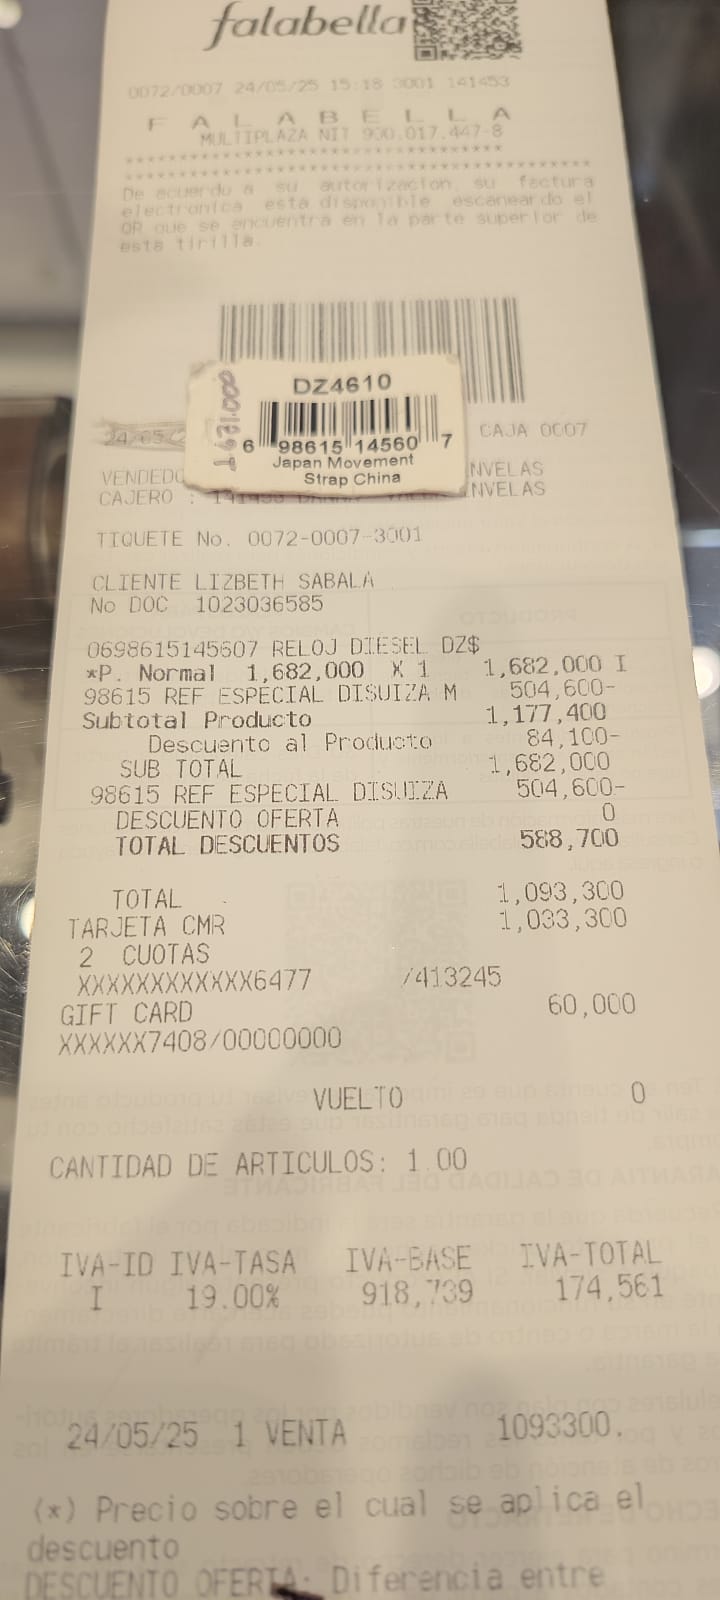 falabella
0072/0007 24/05/25 15:18 3001 141453
F A L A B E L L A
MULTIPLAZA NIT 900.017.447-8
****************************************
****************************************
De acuerdo a su autorizacion, su factura
electronica esta disponible escaneando el
QR que se encuentra en la parte superior de
esta tirilla.
DZ4610
6 98615 14560 7
Japan Movement
Strap China
24/05/2
CAJA 0007
VENDEDO NVELAS
CAJERO : NVELAS
TIQUETE No. 0072-0007-3001
CLIENTE LIZBETH SABALA
No DOC 1023036585
0698615145607 RELOJ DIESEL DZ$
*P. Normal 1,682,000 X 1 1,682,000 I
98615 REF ESPECIAL DISUIZA M 504,600-
Subtotal Producto 1,177,400
Descuento al Producto 84,100-
SUB TOTAL 1,682,000
98615 REF ESPECIAL DISUIZA 504,600-
DESCUENTO OFERTA 0
TOTAL DESCUENTOS 588,700
TOTAL 1,093,300
TARJETA CMR 1,033,300
2 CUOTAS
XXXXXXXXXXXX6477 /413245
GIFT CARD 60,000
XXXXXX7408/00000000
VUELTO 0
CANTIDAD DE ARTICULOS: 1.00
IVA-ID IVA-TASA IVA-BASE IVA-TOTAL
I 19.00% 918,739 174,561
24/05/25 1 VENTA 1093300.
(*) Precio sobre el cual se aplica el
descuento
DESCUENTO OFERTA: Diferencia entre